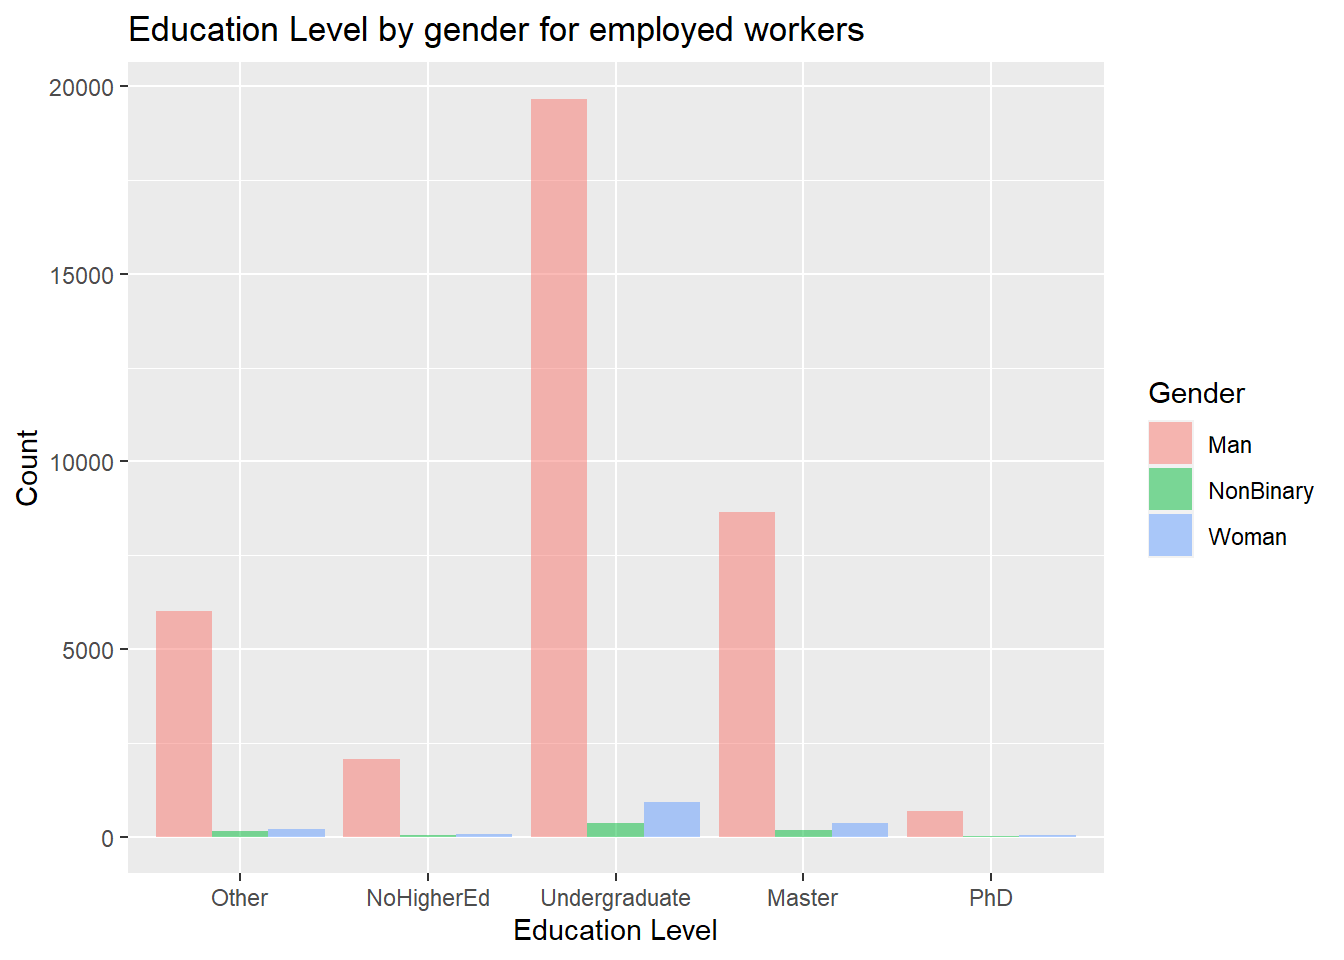 Education Level by gender for employed workers
20000
15000
10000
5000
0
Count
Other NoHigherEd Undergraduate Master PhD
Education Level
Gender
Man
NonBinary
Woman